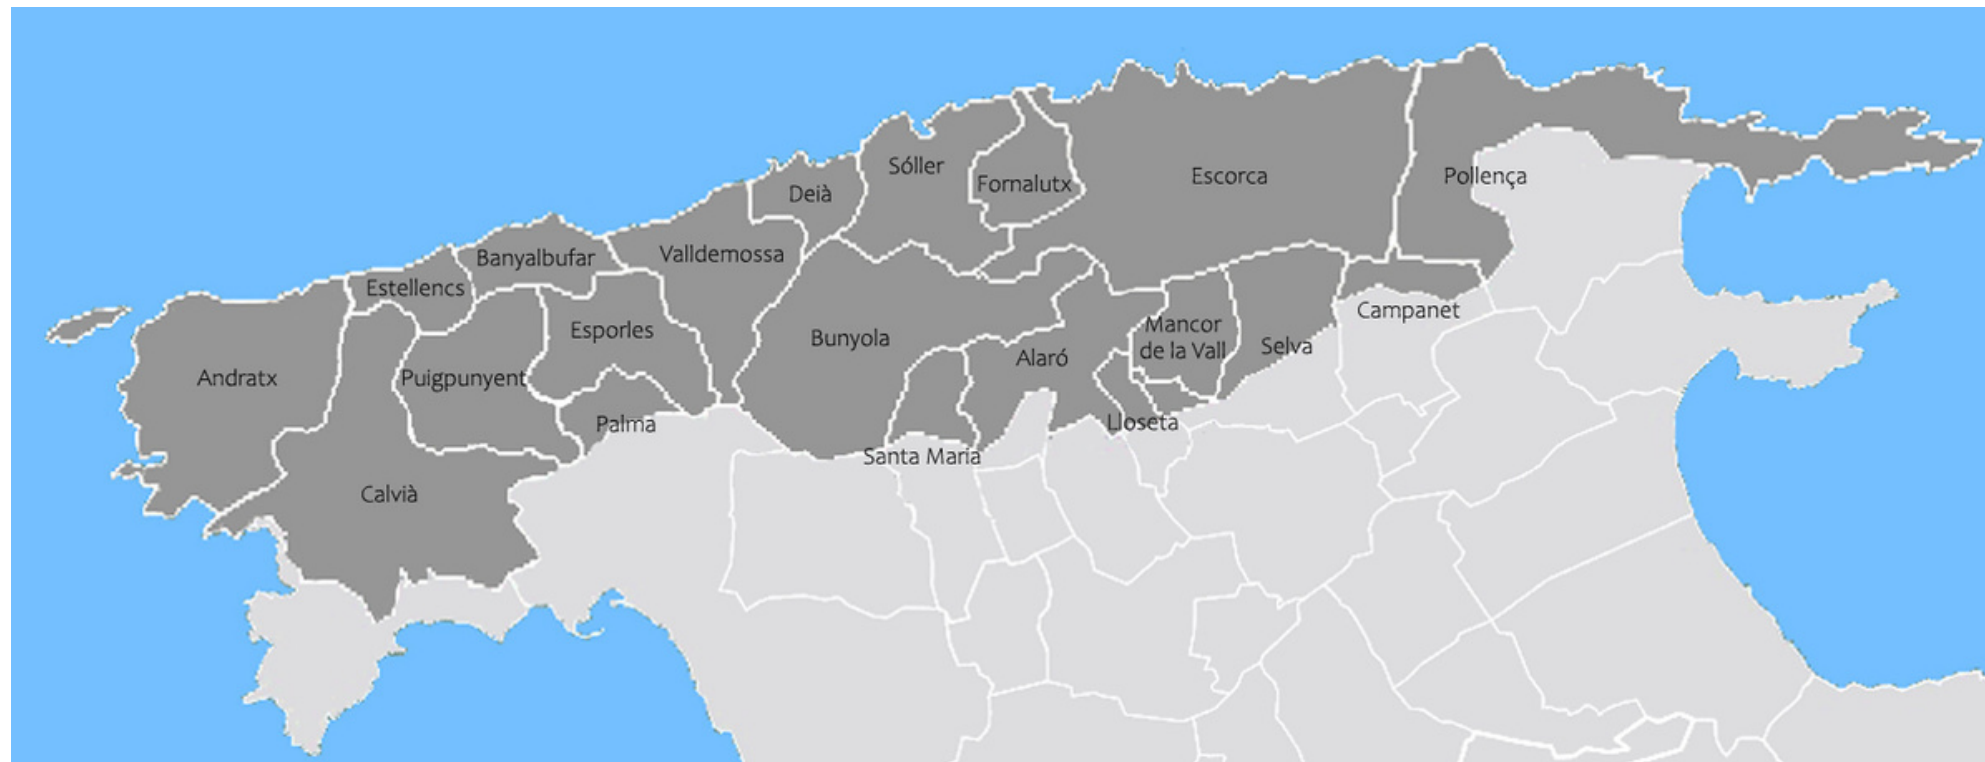 Sóller
Fornalutx
Escorca
Pollença
Deià
Banyalbufar
Valldemossa
Estellencs
Campanet
Esporles
Bunyola
Mancor
de la Vall
Selva
Alaró
Andratx
Puigpunyent
Palma
Lloseta
Santa Maria
Calvià